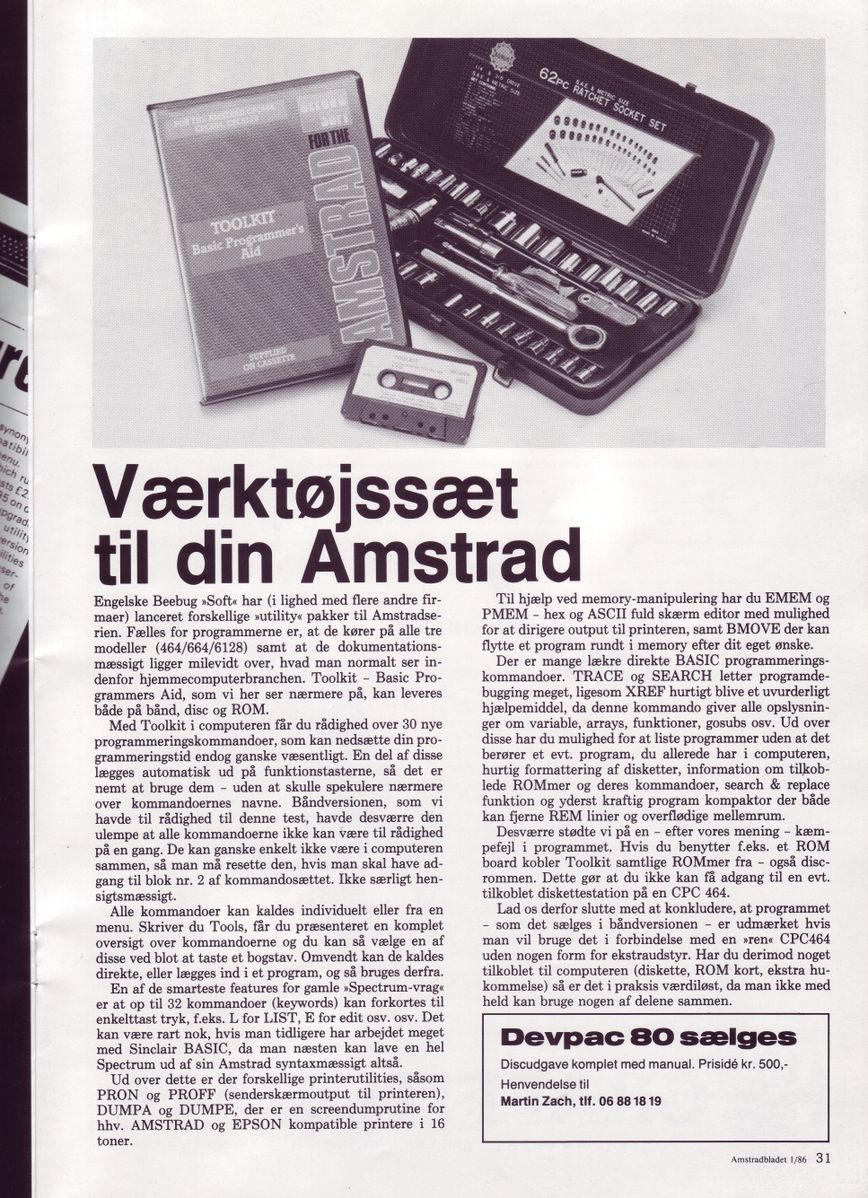 FOR THE
AMSTRAD
TOOLKIT
Basic Programmer's
Aid
SUPPLIED
ON CASSETTE
TOOLKIT
62PC RATCHET SOCKET SET
S.A.E. & METRIC SIZE
Værktøjssæt
til din Amstrad
Engelske Beebug »Soft« har (i lighed med flere andre fir-
maer) lanceret forskellige »utility« pakker til Amstradse-
rien. Fælles for programmerne er, at de kører på alle tre
modeller (464/664/6128) samt at de dokumentations-
mæssigt ligger milevidt over, hvad man normalt ser in-
denfor hjemmecomputerbranchen. Toolkit – Basic Pro-
grammers Aid, som vi her ser nærmere på, kan leveres
både på bånd, disc og ROM.
Med Toolkit i computeren får du rådighed over 30 nye
programmeringskommandoer, som kan nedsætte din pro-
grammeringstid endog ganske væsentligt. En del af disse
lægges automatisk ud på funktionstasterne, så det er
nemt at bruge dem – uden at skulle spekulere nærmere
over kommandoernes navne. Båndversionen, som vi
havde til rådighed til denne test, havde desværre den
ulempe at alle kommandoerne ikke kan være til rådighed
på en gang. De kan ganske enkelt ikke være i computeren
sammen, så man må resette den, hvis man skal have ad-
gang til blok nr. 2 af kommandosættet. Ikke særligt hen-
sigtsmæssigt.
Alle kommandoer kan kaldes individuelt eller fra en
menu. Skriver du Tools, får du præsenteret en komplet
oversigt over kommandoerne og du kan så vælge en af
disse ved blot at taste et bogstav. Omvendt kan de kaldes
direkte, eller lægges ind i et program, og så bruges derfra.
En af de smarteste features for gamle »Spectrum-vrag«
er at op til 32 kommandoer (keywords) kan forkortes til
enkelttast tryk, f.eks. L for LIST, E for edit osv. osv. Det
kan være rart nok, hvis man tidligere har arbejdet meget
med Sinclair BASIC, da man næsten kan lave en hel
Spectrum ud af sin Amstrad syntaxmæssigt altså.
Ud over dette er der forskellige printerutilities, såsom
PRON og PROFF (senderskærmoutput til printeren),
DUMPA og DUMPE, der er en screendumprutine for
hhv. AMSTRAD og EPSON kompatible printere i 16
toner.
Til hjælp ved memory-manipulering har du EMEM og
PMEM – hex og ASCII fuld skærm editor med mulighed
for at dirigere output til printeren, samt BMOVE der kan
flytte et program rundt i memory efter dit eget ønske.
Der er mange lækre direkte BASIC programmerings-
kommandoer. TRACE og SEARCH letter programde-
bugging meget, ligesom XREF hurtigt blive et uvurderligt
hjælpemiddel, da denne kommando giver alle opslysnin-
ger om variable, arrays, funktioner, gosubs osv. Ud over
disse har du mulighed for at liste programmer uden at det
berører et evt. program, du allerede har i computeren,
hurtig formattering af disketter, information om tilkob-
lede ROMmer og deres kommandoer, search & replace
funktion og yderst kraftig program kompaktor der både
kan fjerne REM linier og overflødige mellemrum.
Desværre stødte vi på en – efter vores mening – kæm-
pefejl i programmet. Hvis du benytter f.eks. et ROM
board kobler Toolkit samtlige ROMmer fra – også disc-
rommen. Dette gør at du ikke kan få adgang til en evt.
tilkoblet diskettestation på en CPC 464.
Lad os derfor slutte med at konkludere, at programmet
– som det sælges i båndversionen – er udmærket hvis
man vil bruge det i forbindelse med en »ren« CPC464
uden nogen form for ekstraudstyr. Har du derimod noget
tilkoblet til computeren (diskette, ROM kort, ekstra hu-
kommelse) så er det i praksis værdiløst, da man ikke med
held kan bruge nogen af delene sammen.
Devpac 80 sælges
Discudgave komplet med manual. Prisidé kr. 500,-
Henvendelse til
Martin Zach, tlf. 06 88 18 19
Amstradbladet 1/86 31